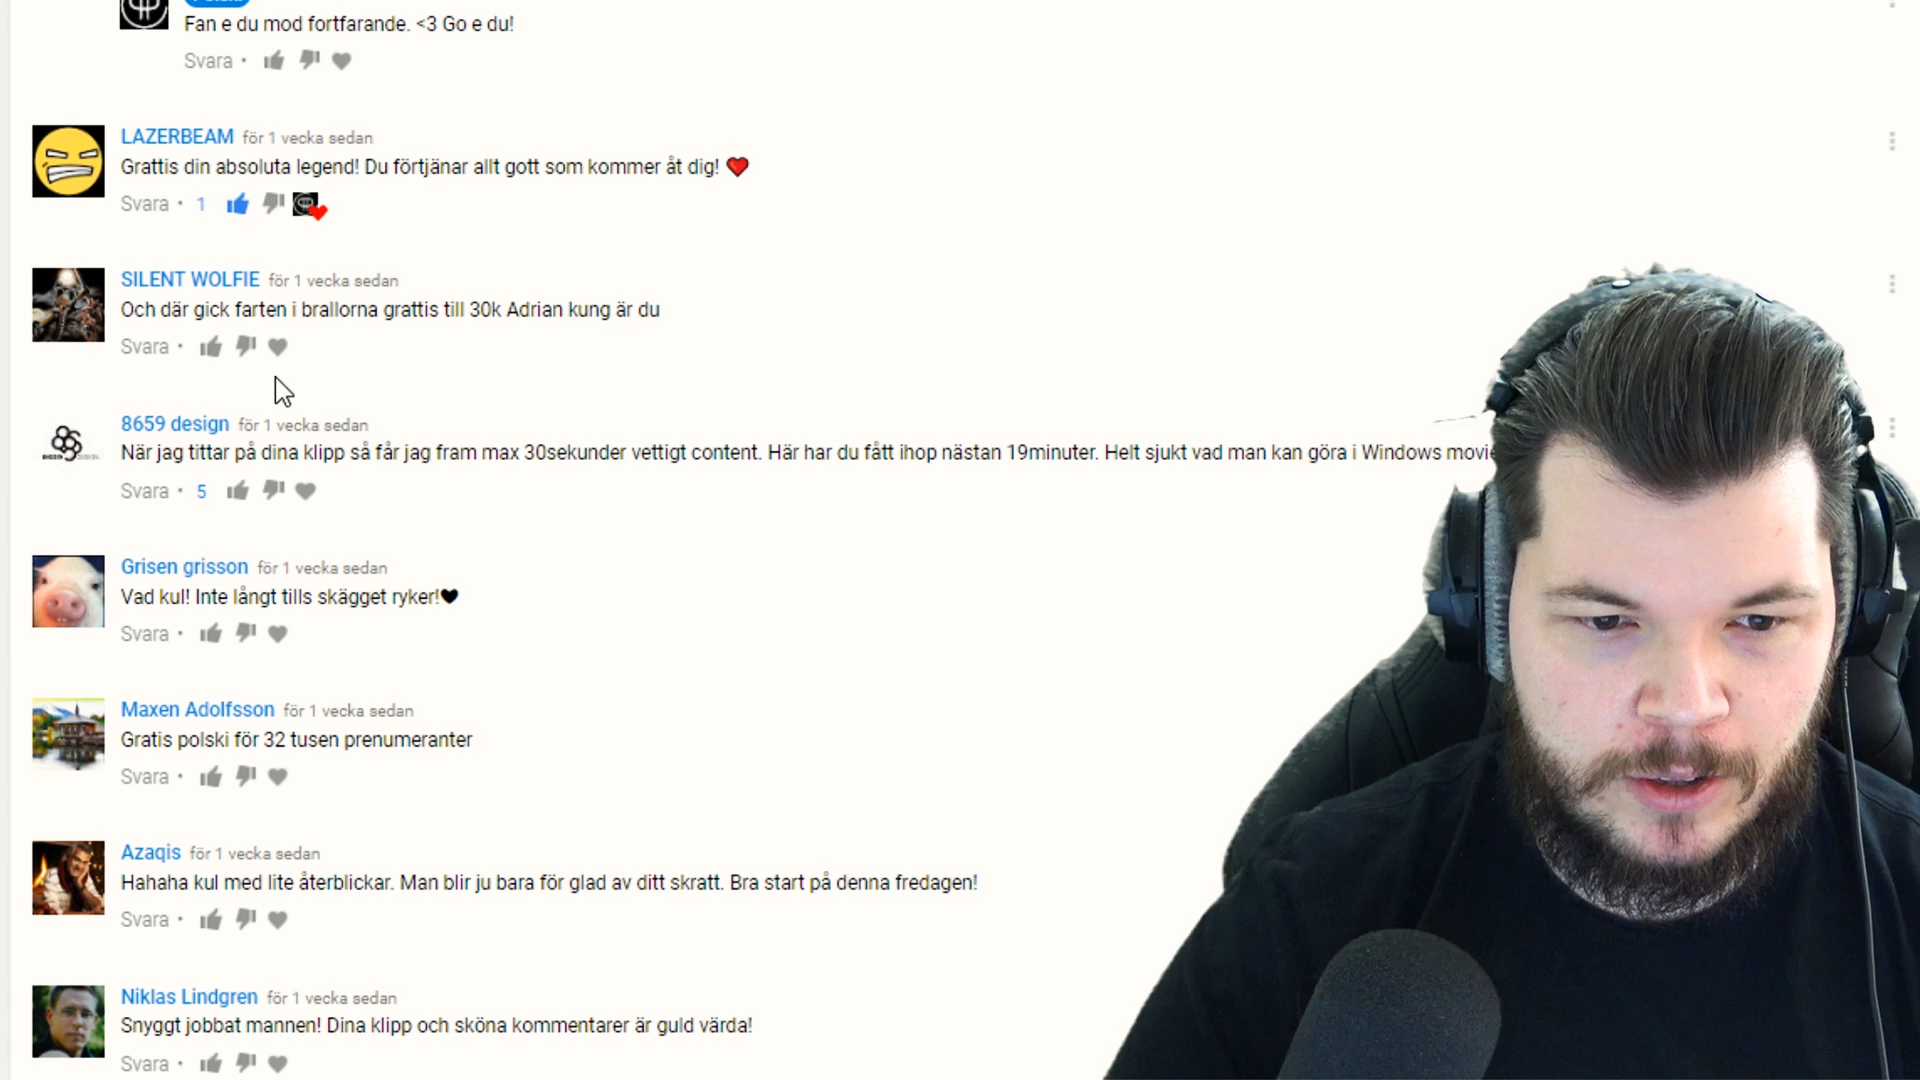 Fan e du mod fortfarande. <3 Go e du!
Svara •
LAZERBEAM för 1 vecka sedan
Grattis din absoluta legend! Du förtjänar allt gott som kommer åt dig! ❤
Svara • 1
SILENT WOLFIE för 1 vecka sedan
Och där gick farten i brallorna grattis till 30k Adrian kung är du
Svara •
8659 design för 1 vecka sedan
När jag tittar på dina klipp så får jag fram max 30sekunder vettigt content. Här har du fått ihop nästan 19minuter. Helt sjukt vad man kan göra i Windows movie
Svara • 5
Grisen grisson för 1 vecka sedan
Vad kul! Inte långt tills skägget ryker!🖤
Svara •
Maxen Adolfsson för 1 vecka sedan
Gratis polski för 32 tusen prenumeranter
Svara •
Azaqis för 1 vecka sedan
Hahaha kul med lite återblickar. Man blir ju bara för glad av ditt skratt. Bra start på denna fredagen!
Svara •
Niklas Lindgren för 1 vecka sedan
Snyggt jobbat mannen! Dina klipp och sköna kommentarer är guld värda!
Svara •